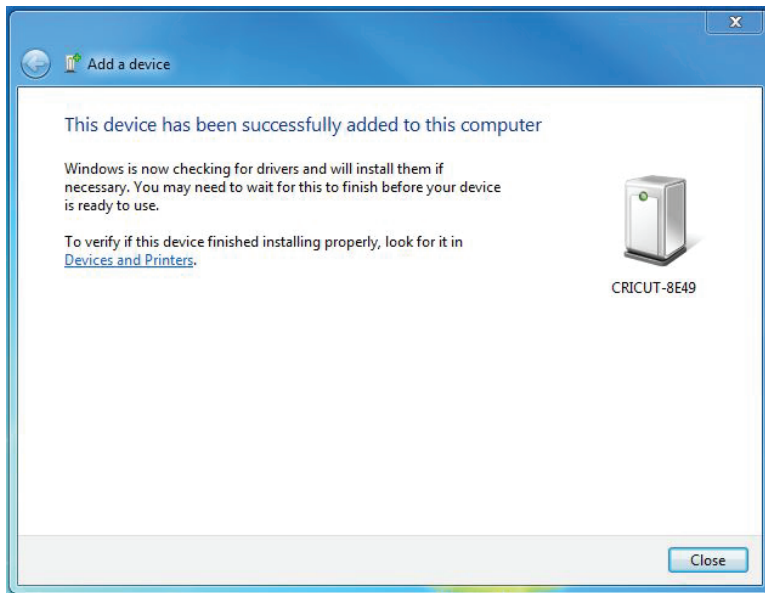 Add a device
This device has been successfully added to this computer
Windows is now checking for drivers and will install them if
necessary. You may need to wait for this to finish before your device
is ready to use.
To verify if this device finished installing properly, look for it in
Devices and Printers.
CRICUT-8E49
Close